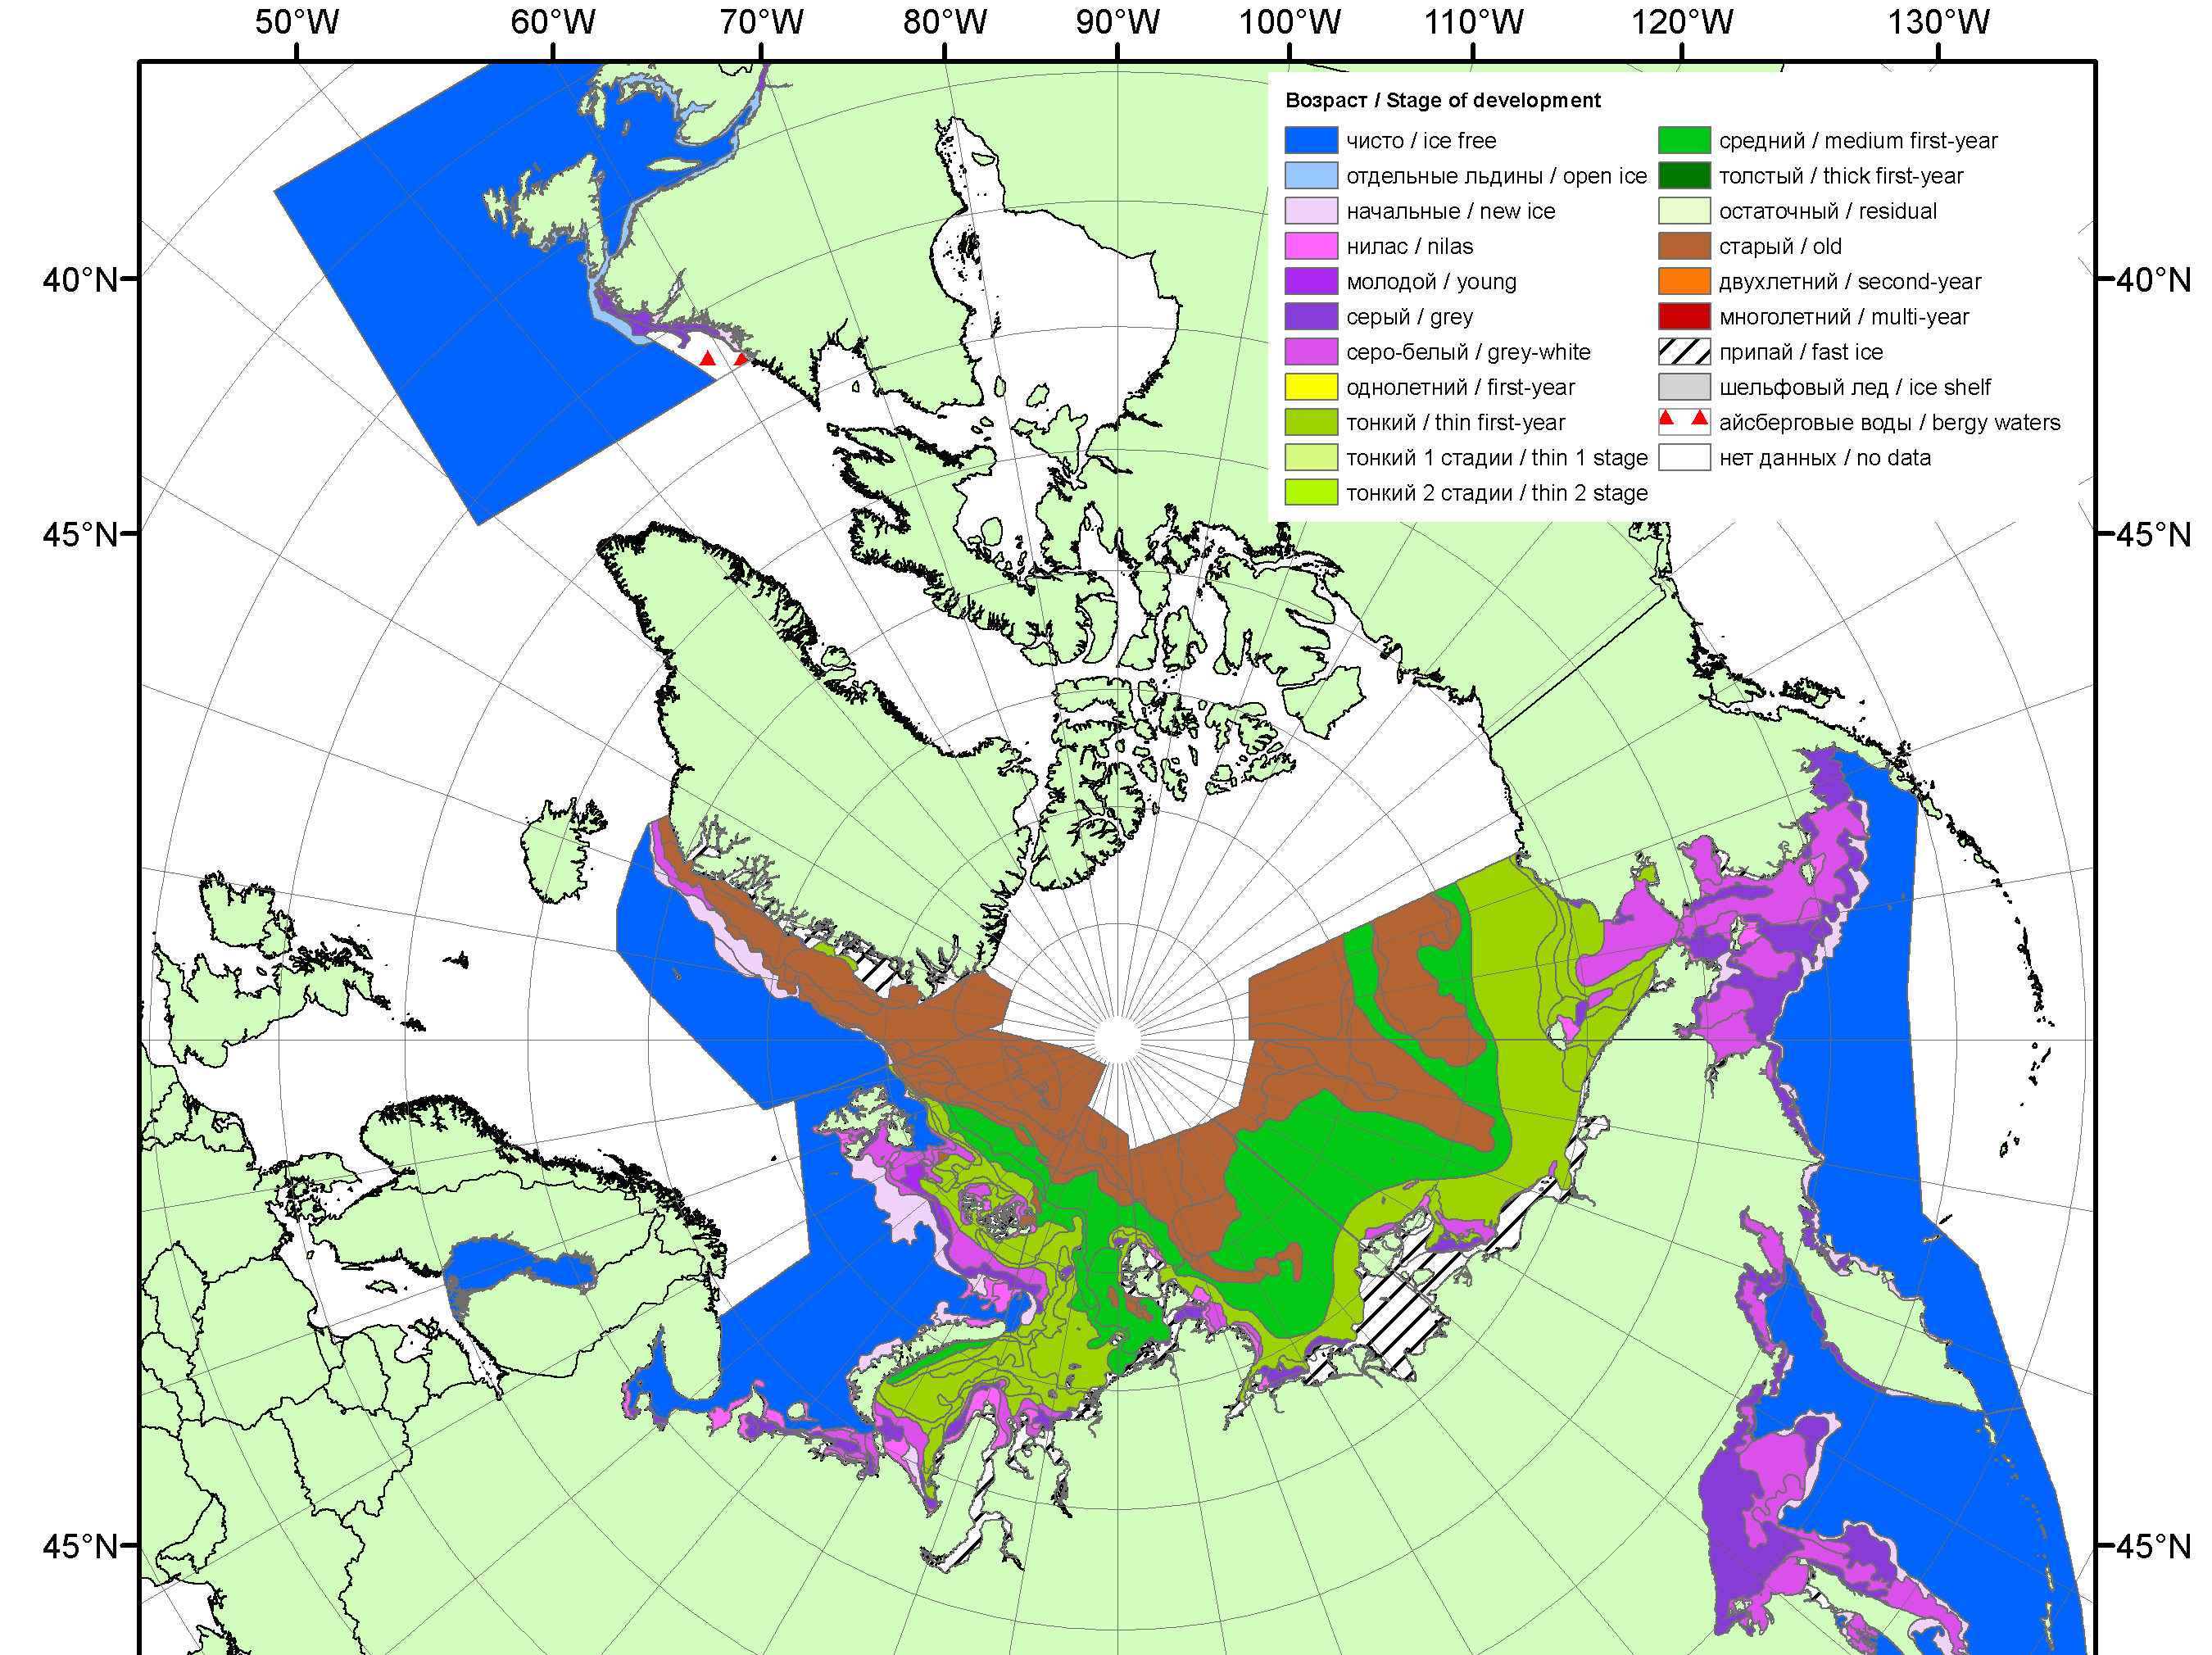 50°W 60°W 70°W 80°W 90°W 100°W 110°W 120°W 130°W
Возраст / Stage of development
чисто / ice free
отдельные льдины / open ice
начальные / new ice
нилас / nilas
молодой / young
серый / grey
серо-белый / grey-white
однолетний / first-year
тонкий / thin first-year
тонкий 1 стадии / thin 1 stage
тонкий 2 стадии / thin 2 stage
средний / medium first-year
толстый / thick first-year
остаточный / residual
старый / old
двухлетний / second-year
многолетний / multi-year
припай / fast ice
шельфовый лед / ice shelf
айсберговые воды / bergy waters
нет данных / no data
40°N 40°N
45°N 45°N
45°N 45°N